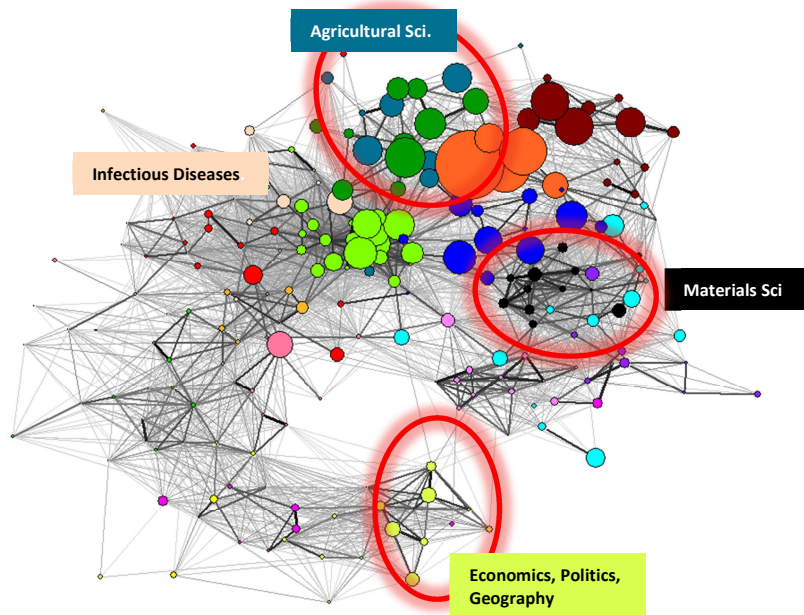 Agricultural Sci.
Infectious Diseases
Materials Sci
Economics, Politics,
Geography